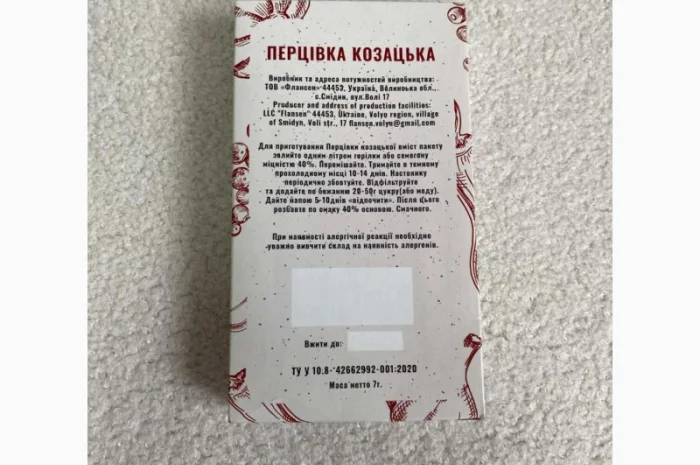 ПЕРЦІВКА КОЗАЦЬКА
Виробник та адреса потужностей виробництва:
ТОВ «Флансен» 44453, Україна, Волинська обл.,
с.Смідин, вул.Волі 17
Producer and address of production facilities:
LLC "Flansen" 44453, Ukraine, Volyn region, village
of Smidyn, Voli str., 17 flansen.volyn@gmail.com
Для приготування Перцівки козацької вміст пакету
залийте одним літром горілки або самогону
міцністю 40%. Перемішайте. Тримайте в темному
прохолодному місці 10-14 днів. Настоянку
періодично збовтуйте. Відфільтруйте
та додайте по бажанню 20-50г цукру(або меду).
Дайте напою 5-10днів «відпочити». Після цього
розбавте по смаку 40% основою. Смачного.
При наявності алергічної реакції необхідно
уважно вивчити склад на наявність алергенів.
Вжити до:
ТУ У 10.8-42662992-001:2020
Маса нетто 7г.